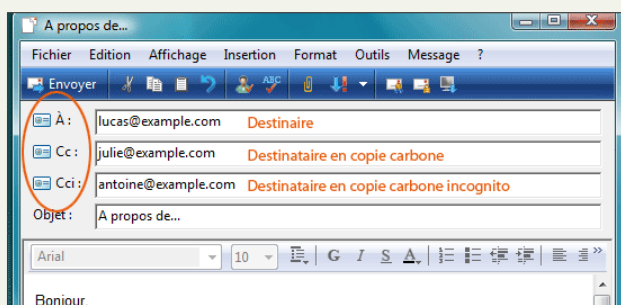 A propos de...
Fichier Edition Affichage Insertion Format Outils Message ?
Envoyer ABC
À : lucas@example.com Destinaire
Cc : julie@example.com Destinataire en copie carbone
Cci : antoine@example.com Destinataire en copie carbone incognito
Objet : A propos de...
Arial 10 G I S A
Bonjour,